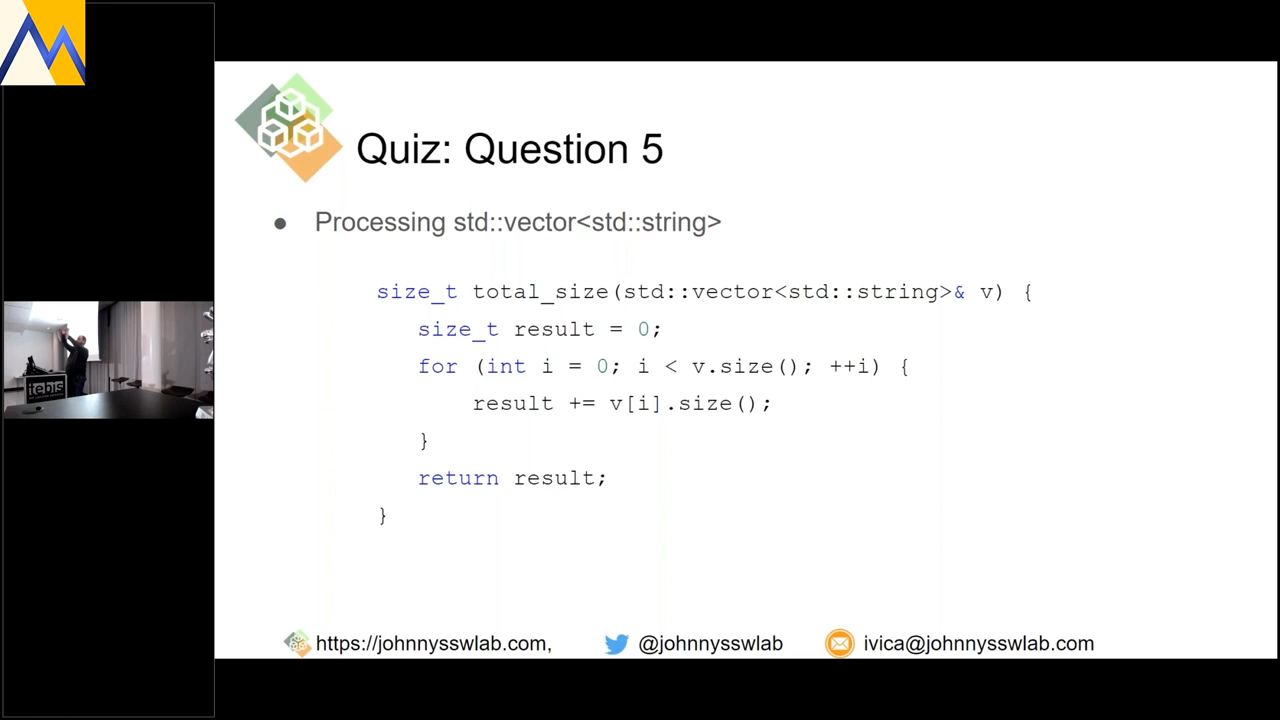 Quiz: Question 5
● Processing std::vector<std::string>
size_t total_size(std::vector<std::string>& v) {
size_t result = 0;
for (int i = 0; i < v.size(); ++i) {
result += v[i].size();
}
return result;
}
itebis
https://johnnysswlab.com,
@johnnysswlab
ivica@johnnysswlab.com